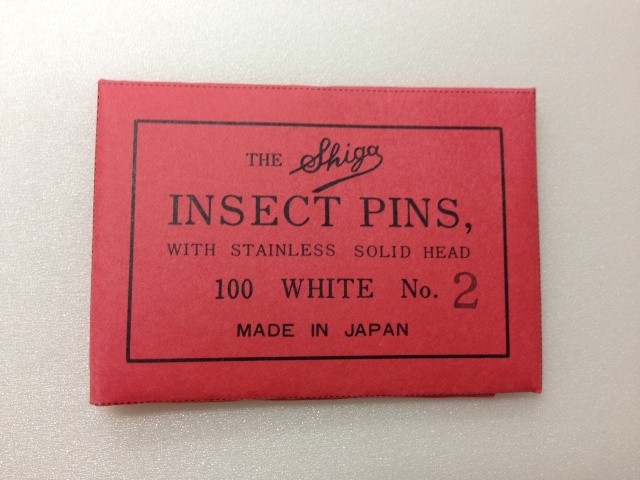 THE Shiga
INSECT PINS,
WITH STAINLESS SOLID HEAD
100 WHITE No. 2
MADE IN JAPAN